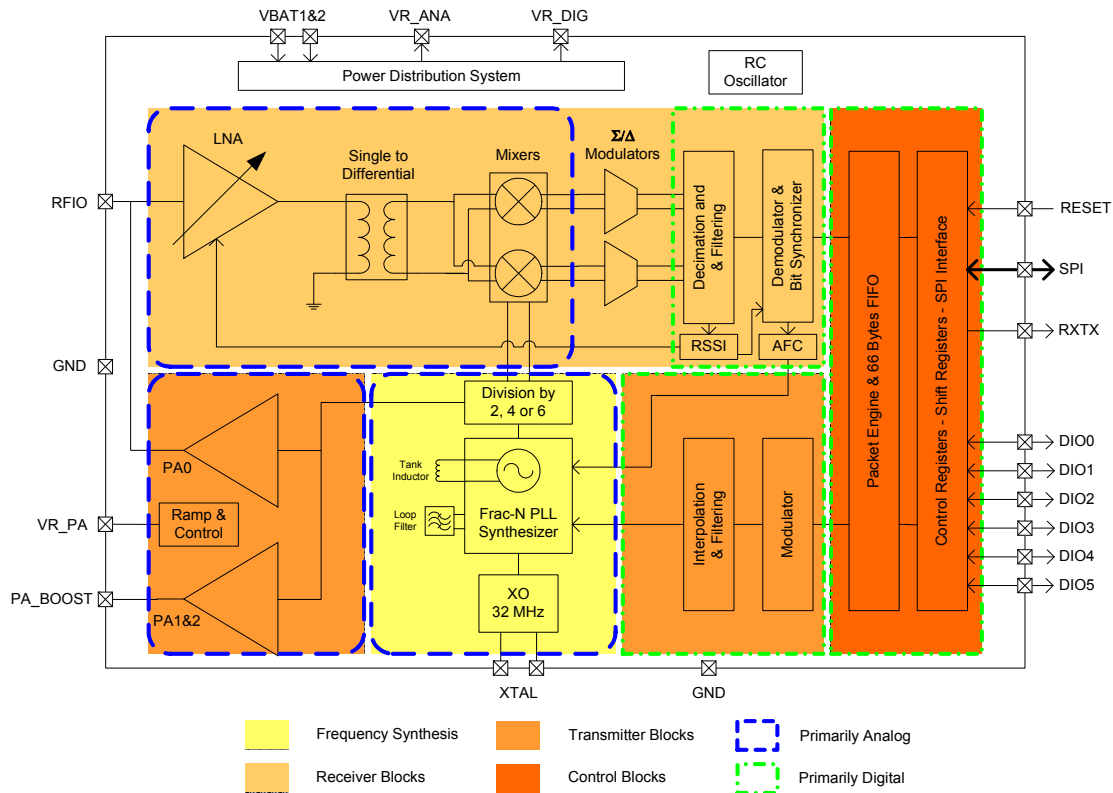 VBAT1&2
VR_ANA
VR_DIG
Power Distribution System
RC
Oscillator
LNA
Single to
Differential
Mixers
Σ/Δ
Modulators
Decimation and
& Filtering
Demodulator &
Bit Synchronizer
RSSI
AFC
Packet Engine & 66 Bytes FIFO
Control Registers - Shift Registers - SPI Interface
RFIO
GND
VR_PA
PA_BOOST
RESET
SPI
RXTX
DIO0
DIO1
DIO2
DIO3
DIO4
DIO5
Division by
2, 4 or 6
PA0
Ramp &
Control
PA1&2
Tank
Inductor
Loop
Filter
Frac-N PLL
Synthesizer
XO
32 MHz
Interpolation
& Filtering
Modulator
XTAL
GND
Frequency Synthesis
Transmitter Blocks
Primarily Analog
Receiver Blocks
Control Blocks
Primarily Digital